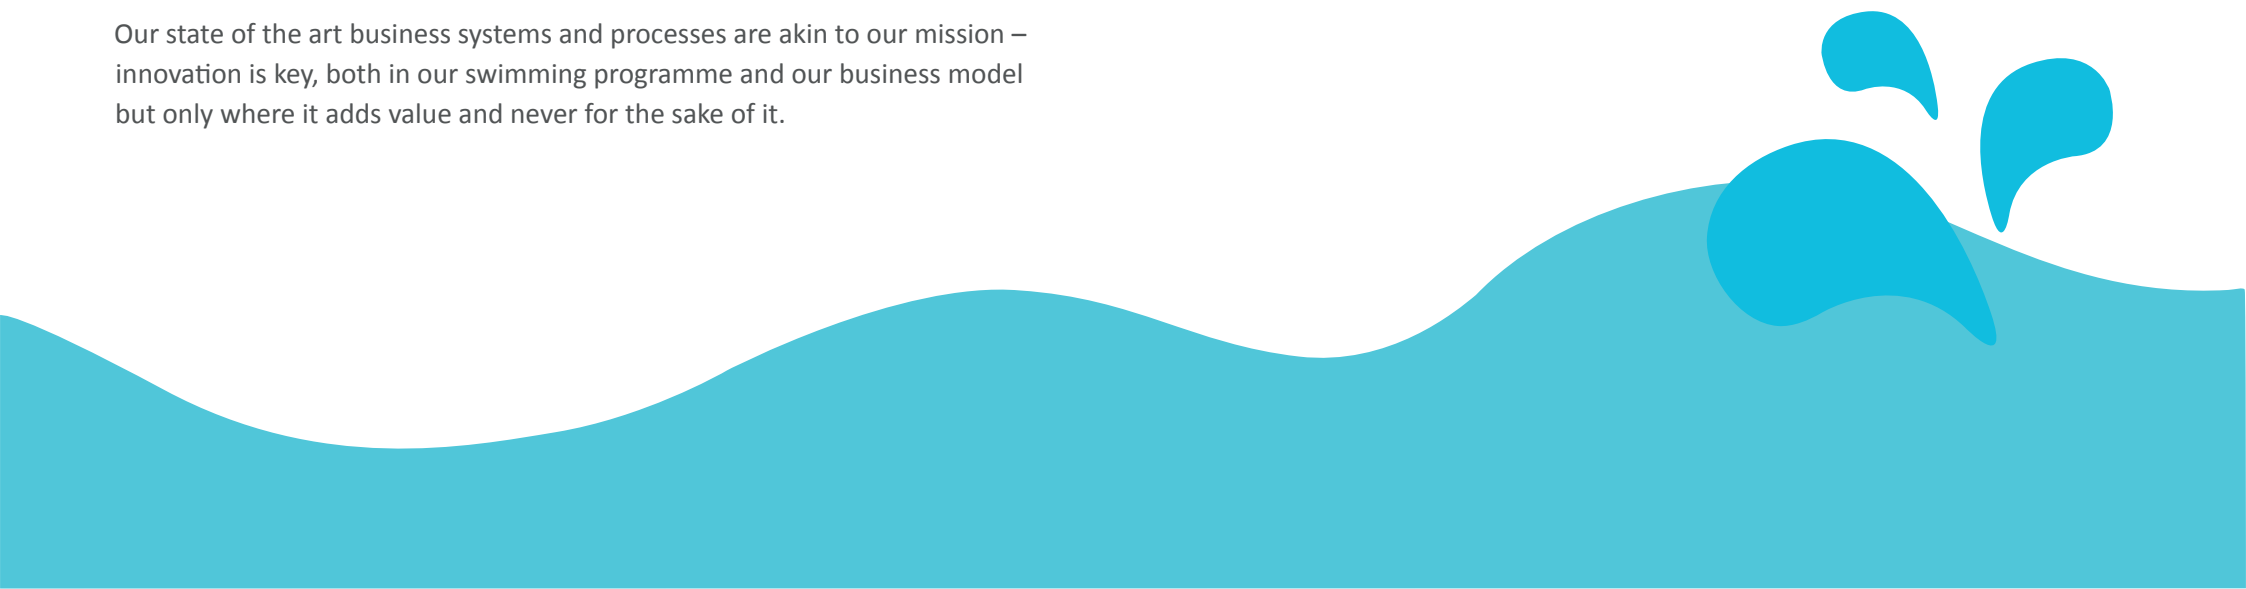 Our state of the art business systems and processes are akin to our mission –
innovation is key, both in our swimming programme and our business model
but only where it adds value and never for the sake of it.